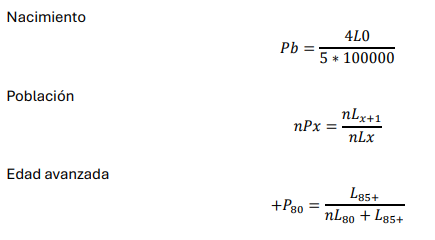 Nacimiento
Pb = 4L0 / 5 * 100000
Población
nPx = nLₓ₊₁ / nLx
Edad avanzada
+P₈₀ = L₈₅₊ / nL₈₀ + L₈₅₊